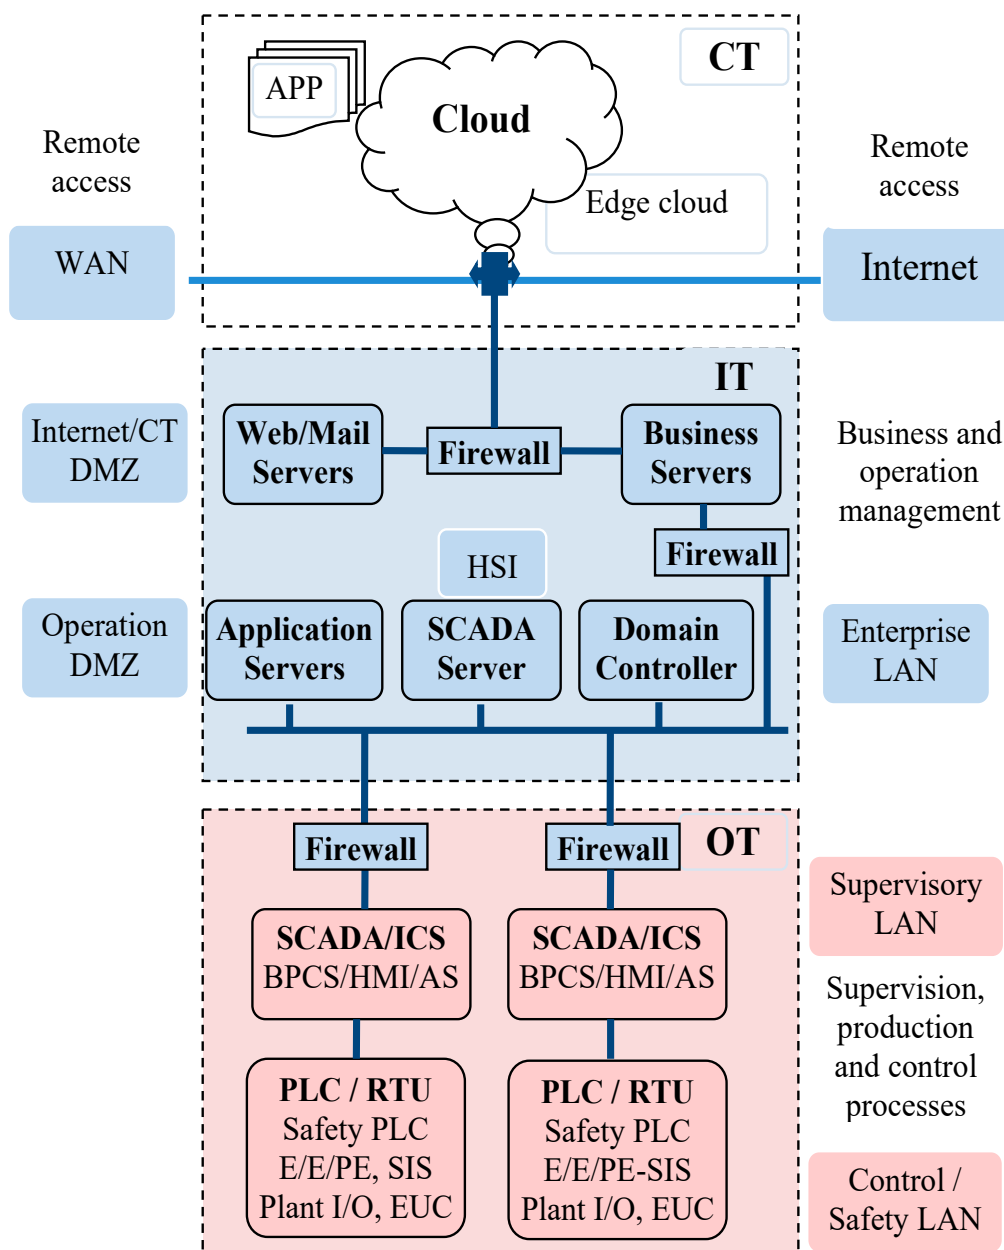 CT
APP
Cloud
Edge cloud
Remote
access
WAN
Remote
access
Internet
IT
Internet/CT
DMZ
Web/Mail
Servers
Firewall
Business
Servers
Business and
operation
management
Firewall
HSI
Operation
DMZ
Application
Servers
SCADA
Server
Domain
Controller
Enterprise
LAN
OT
Firewall
Firewall
SCADA/ICS
BPCS/HMI/AS
SCADA/ICS
BPCS/HMI/AS
Supervisory
LAN
Supervision,
production
and control
processes
PLC / RTU
Safety PLC
E/E/PE, SIS
Plant I/O, EUC
PLC / RTU
Safety PLC
E/E/PE-SIS
Plant I/O, EUC
Control /
Safety LAN